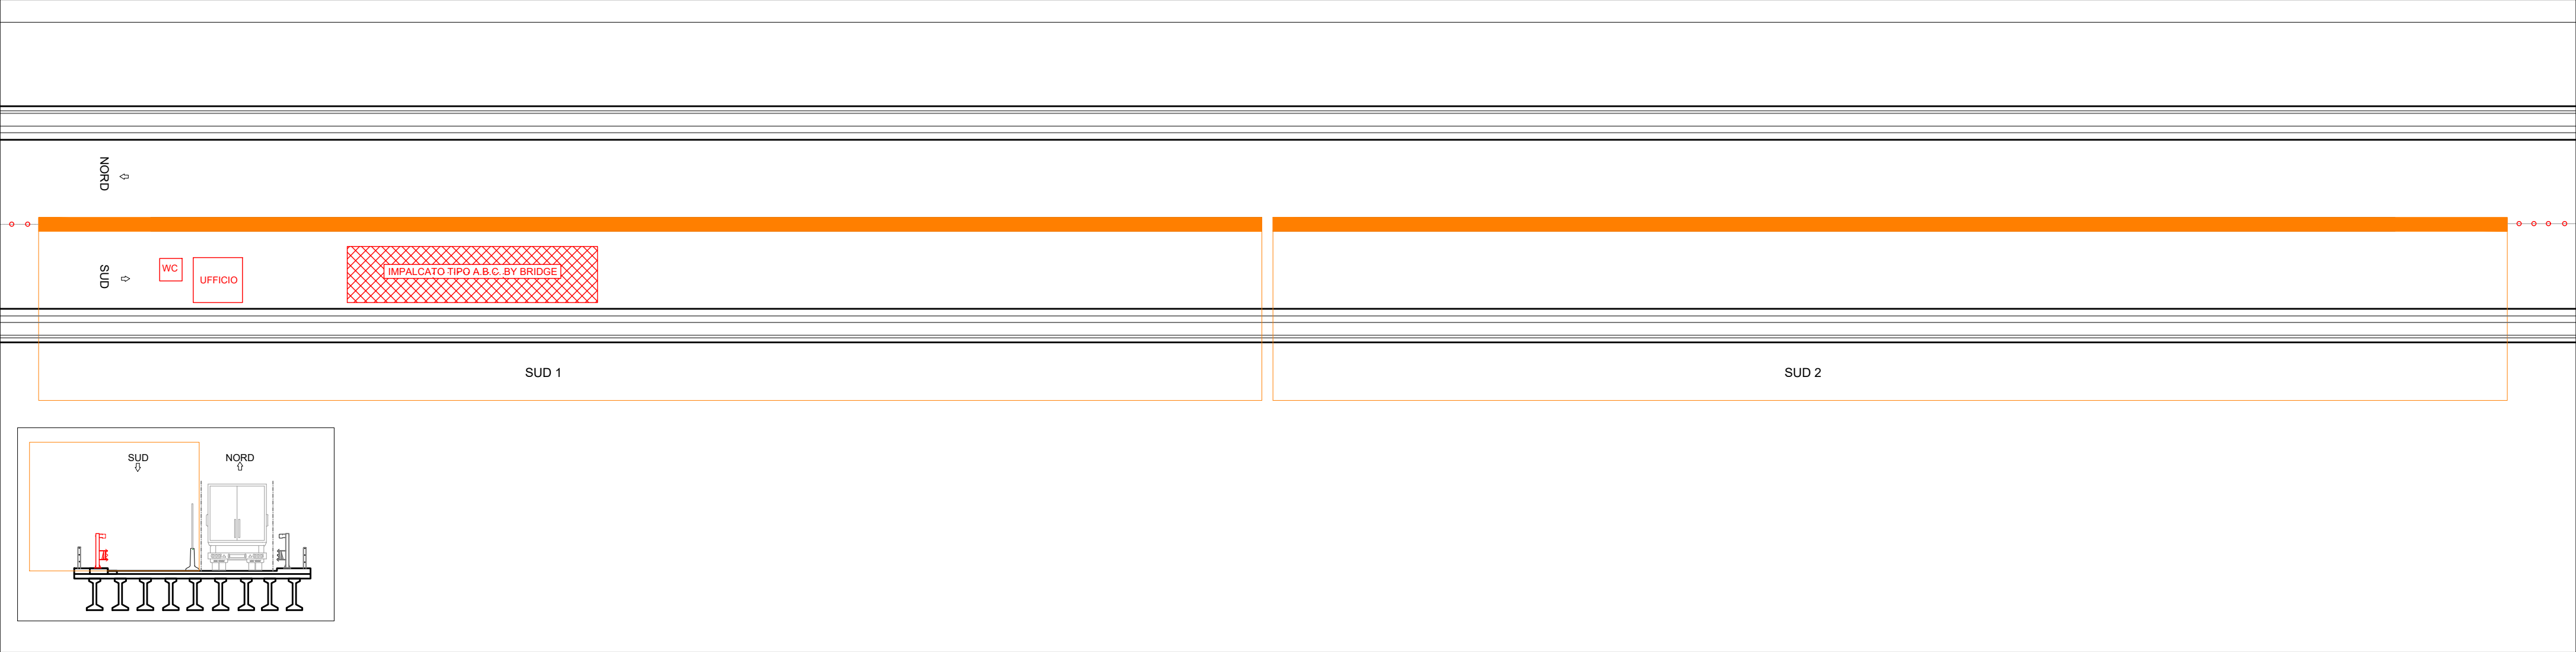 NORD
SUD
WC
UFFICIO
IMPALCATO TIPO A.B.C. BY BRIDGE
SUD 1
SUD 2
SUD
NORD